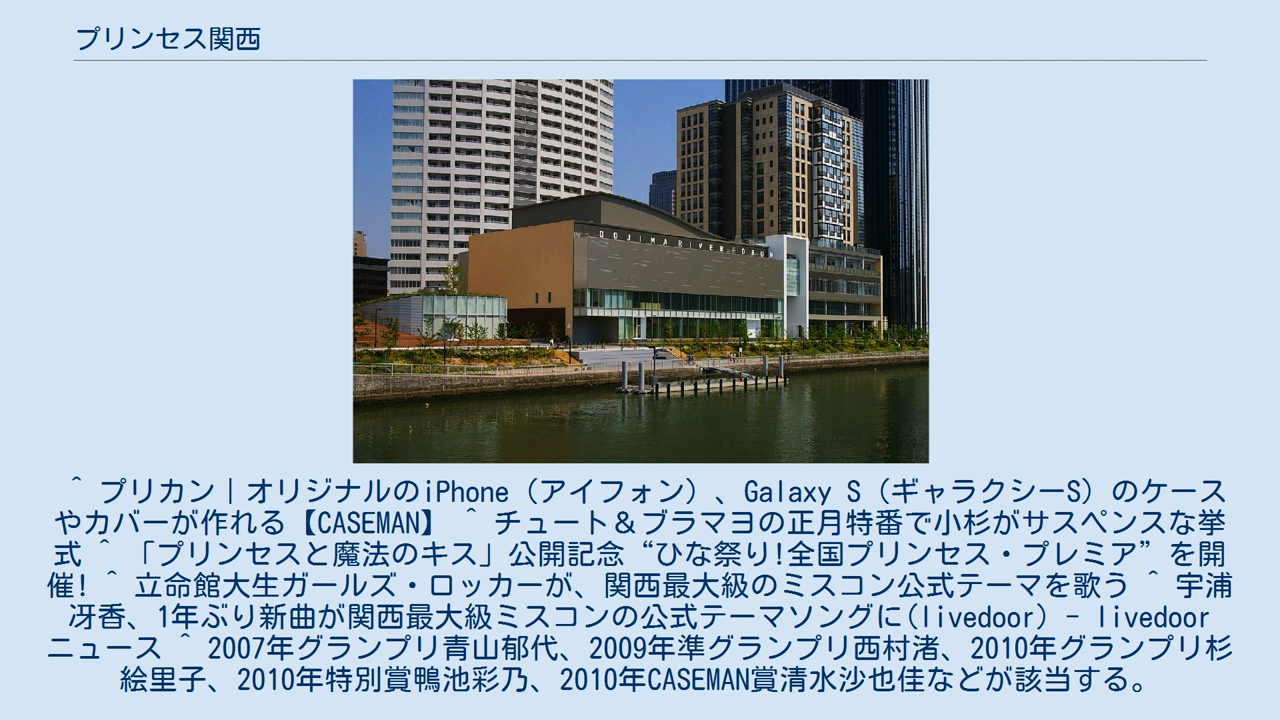 プリンセス関西
DOJIMA RIVER FORUM
^ プリカン｜オリジナルのiPhone（アイフォン）、Galaxy S（ギャラクシーS）のケース
やカバーが作れる【CASEMAN】 ^ チュート＆ブラマヨの正月特番で小杉がサスペンスな挙
式 ^ 「プリンセスと魔法のキス」公開記念“ひな祭り!全国プリンセス・プレミア”を開
催! ^ 立命館大生ガールズ・ロッカーが、関西最大級のミスコン公式テーマを歌う ^ 宇浦
冴香、1年ぶり新曲が関西最大級ミスコンの公式テーマソングに(livedoor) - livedoor
ニュース ^ 2007年グランプリ青山郁代、2009年準グランプリ西村渚、2010年グランプリ杉
絵里子、2010年特別賞鴨池彩乃、2010年CASEMAN賞清水沙也佳などが該当する。